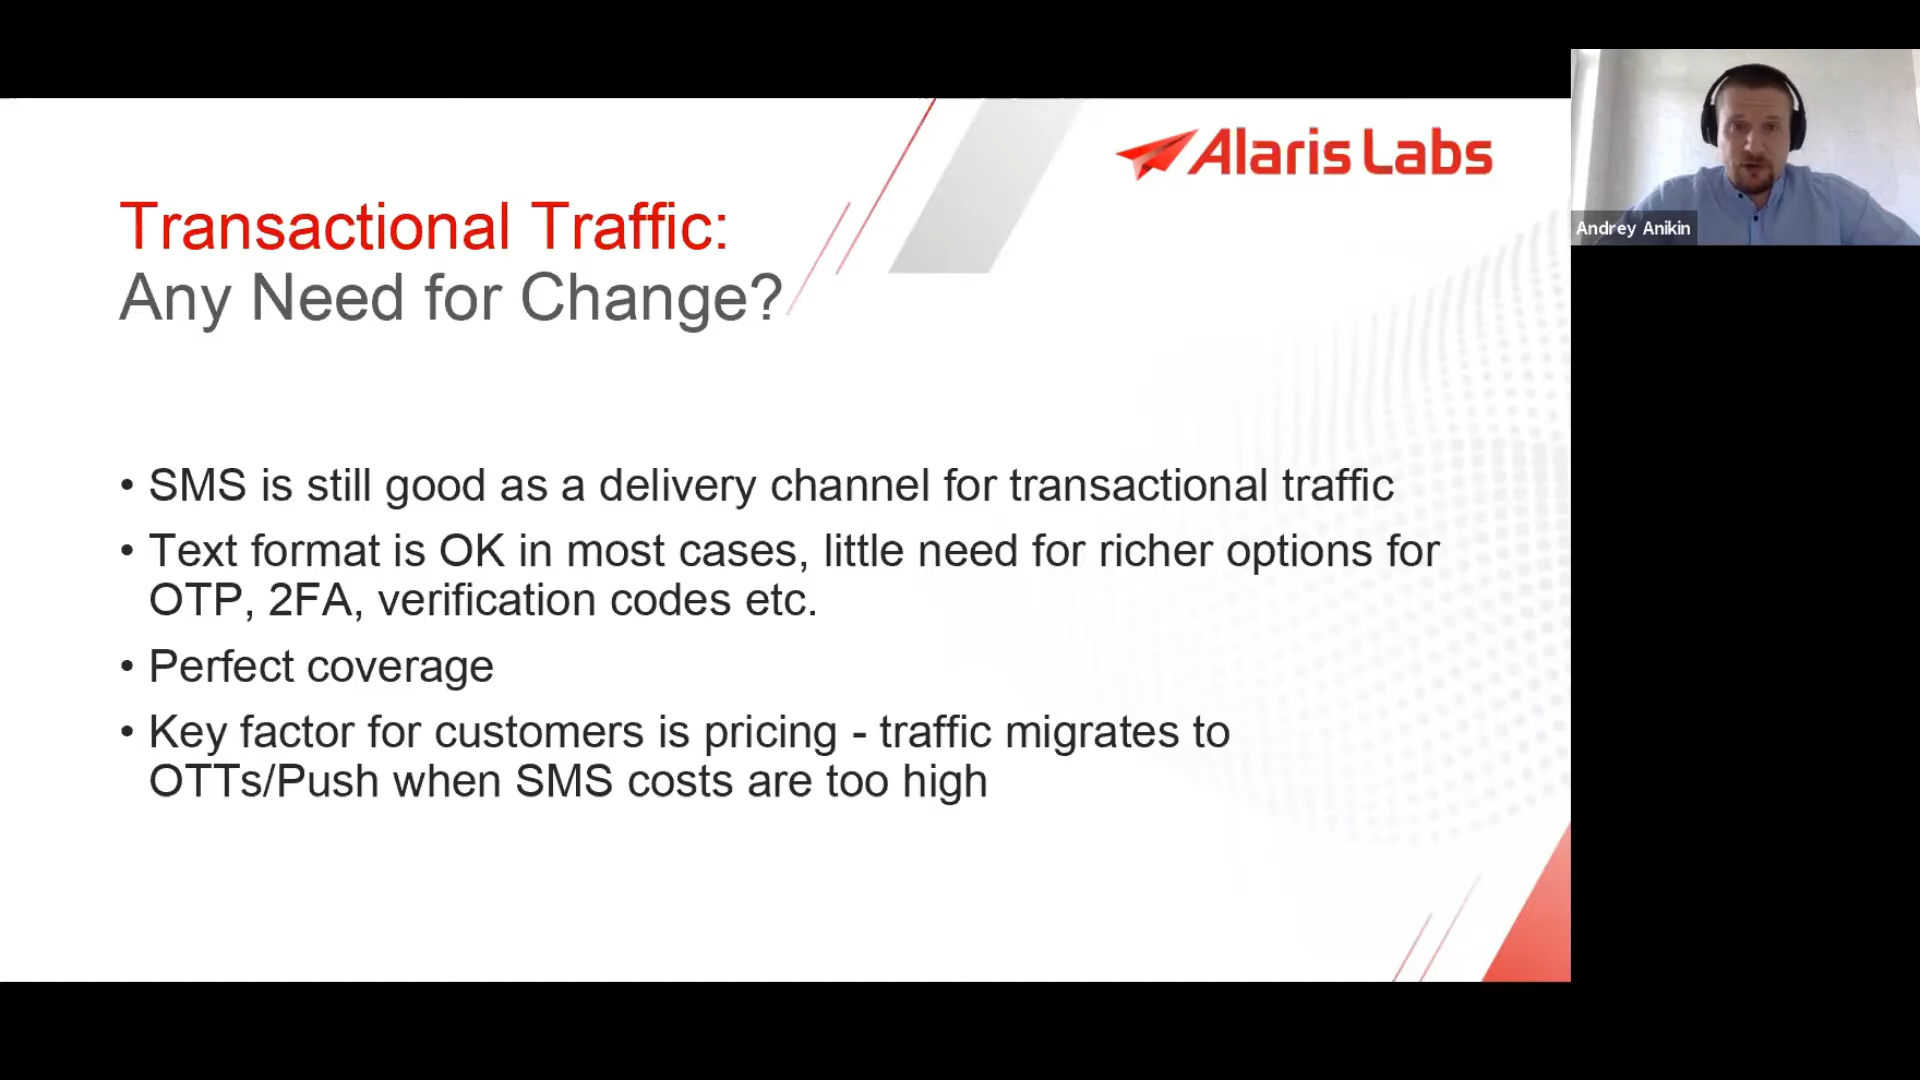 Alaris Labs
Andrey Anikin
Transactional Traffic:
Any Need for Change?
• SMS is still good as a delivery channel for transactional traffic
• Text format is OK in most cases, little need for richer options for
OTP, 2FA, verification codes etc.
• Perfect coverage
• Key factor for customers is pricing - traffic migrates to
OTTs/Push when SMS costs are too high